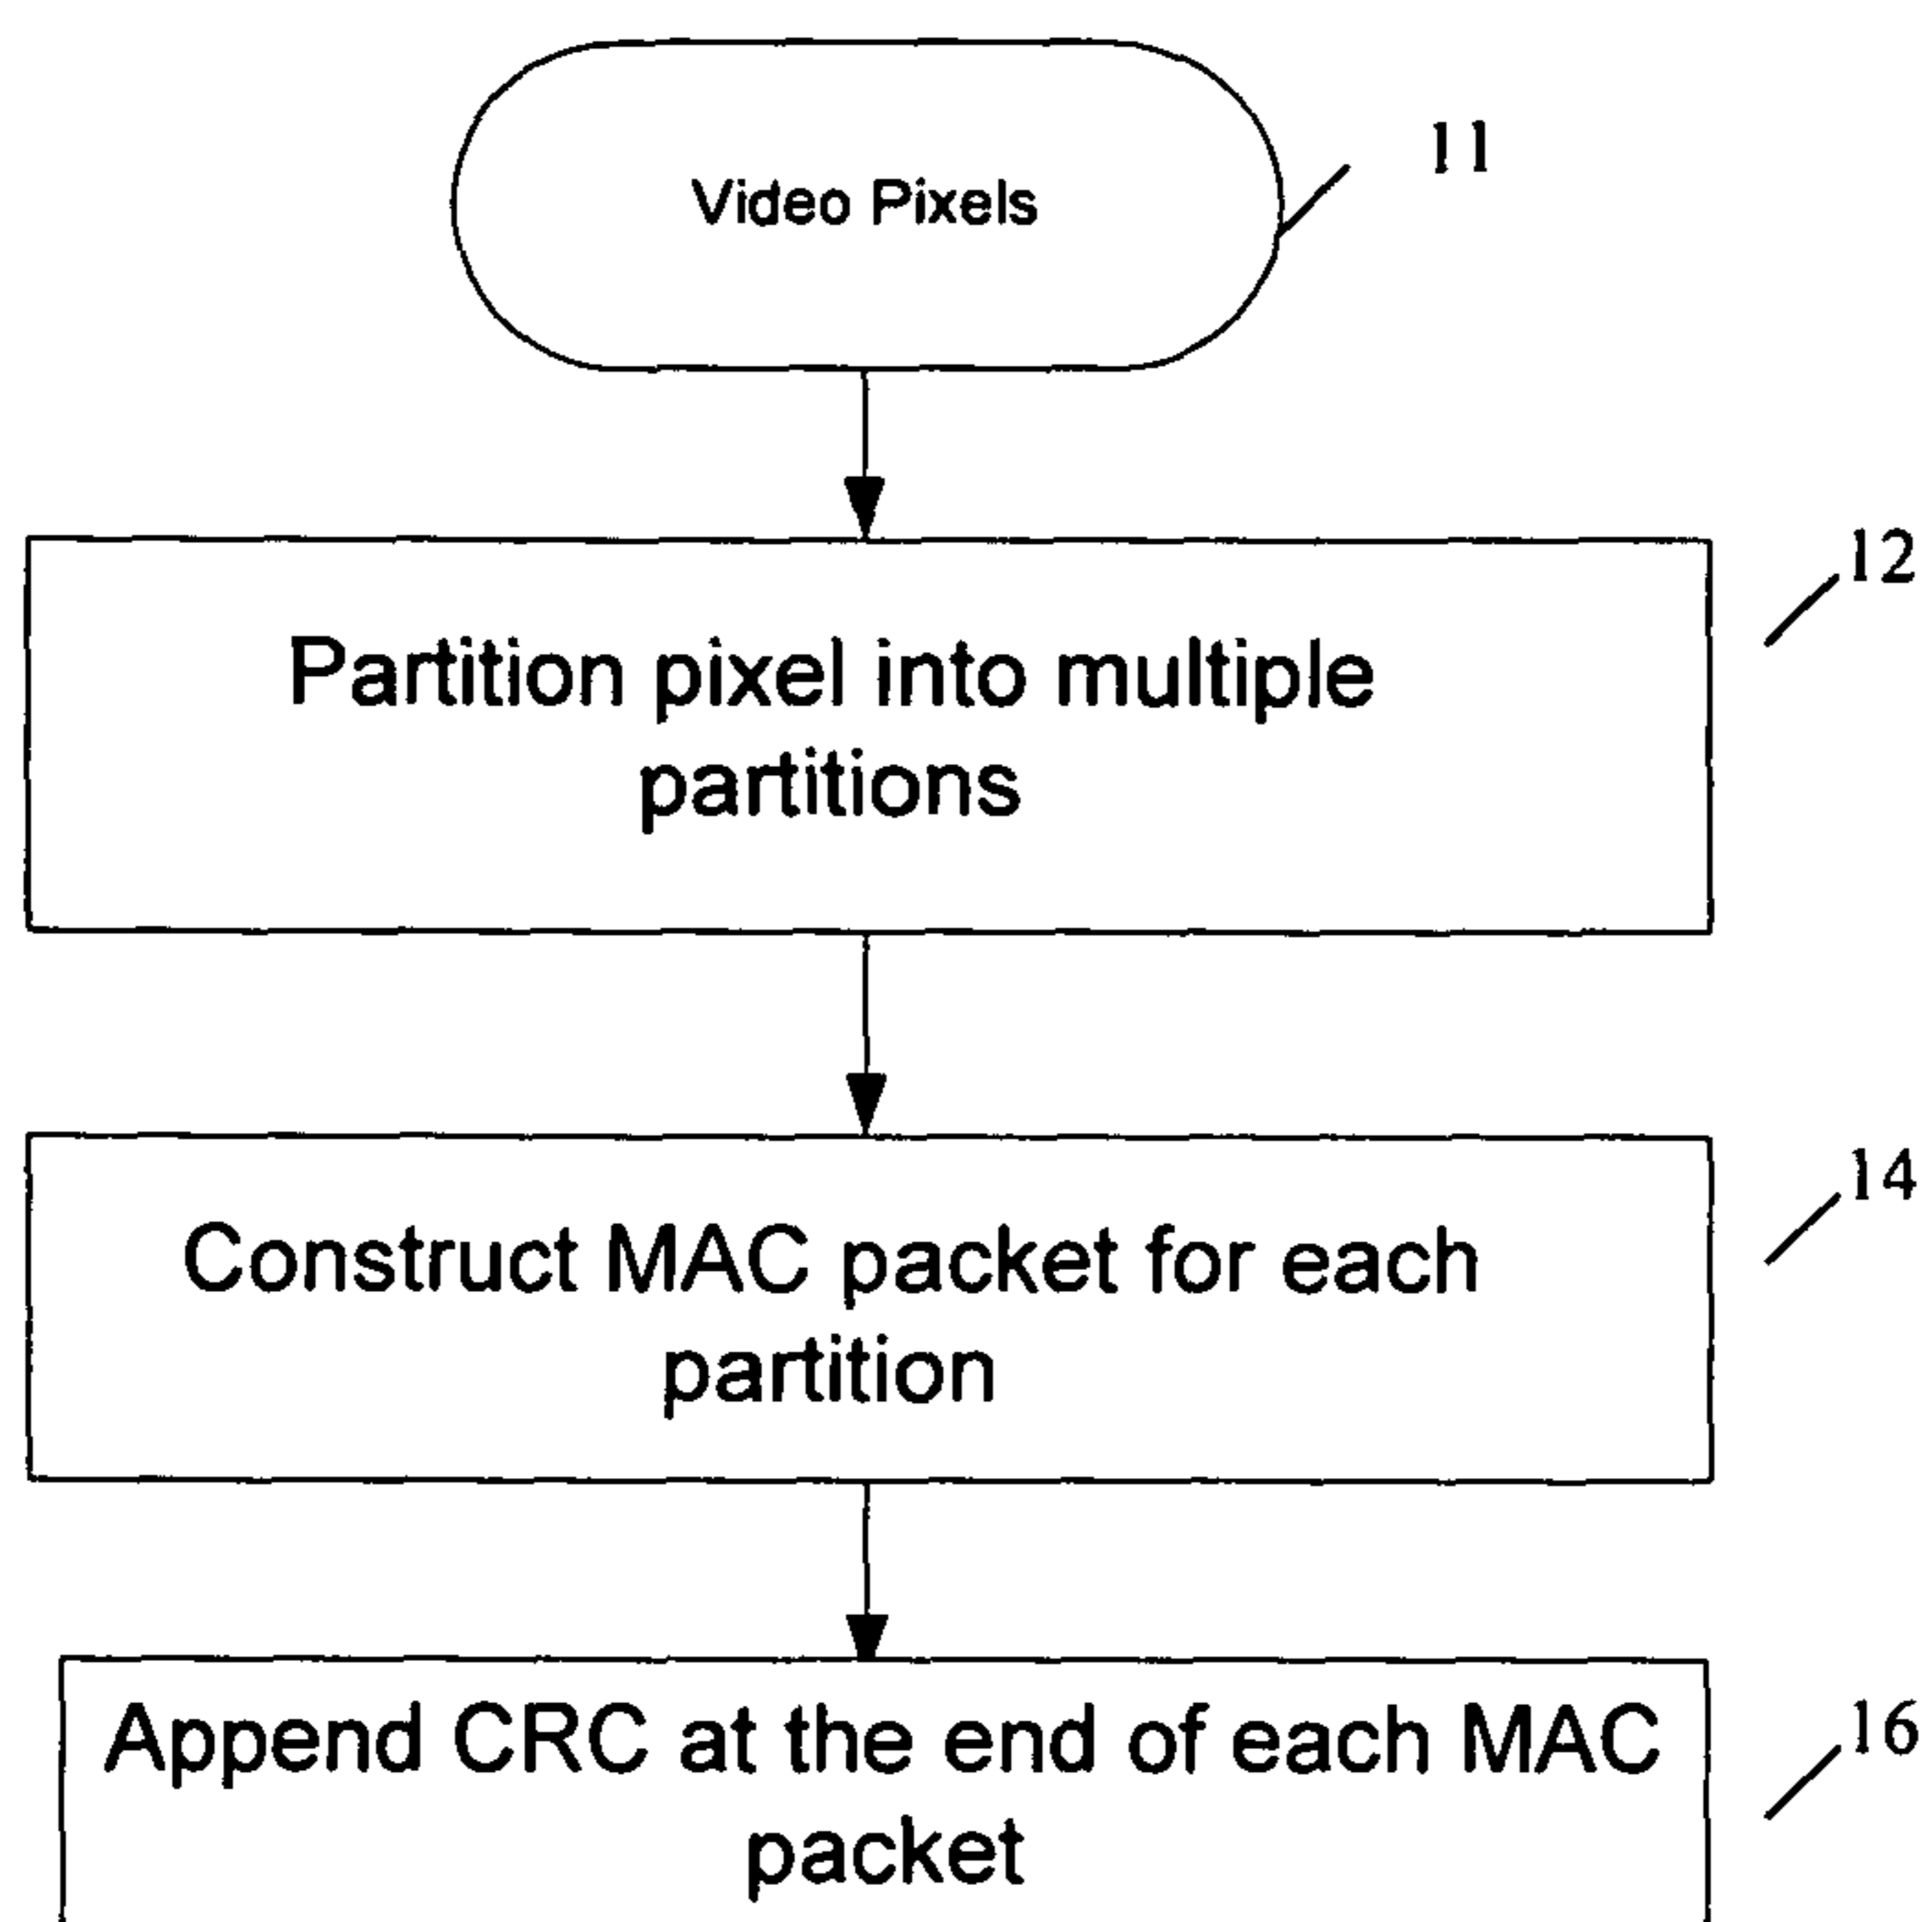 Video Pixels
11
12
Partition pixel into multiple
partitions
14
Construct MAC packet for each
partition
16
Append CRC at the end of each MAC
packet